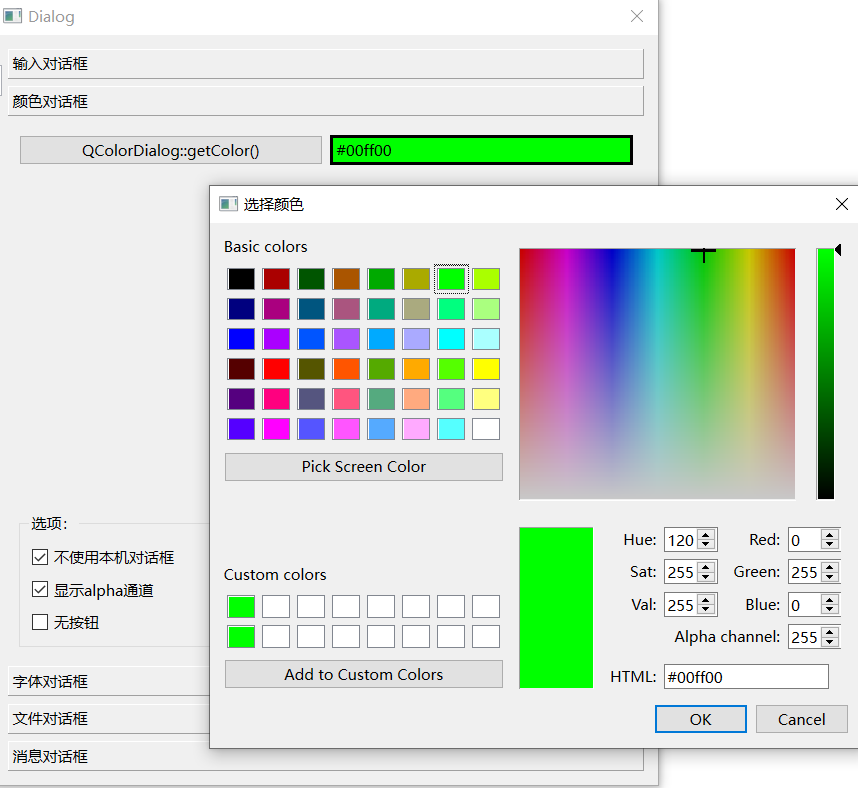 Dialog
输入对话框
颜色对话框
QColorDialog::getColor()
#00ff00
选择颜色
Basic colors
Pick Screen Color
Custom colors
Add to Custom Colors
Hue: 120
Red: 0
Sat: 255
Green: 255
Val: 255
Blue: 0
Alpha channel: 255
HTML: #00ff00
OK
Cancel
选项：
不使用本机对话框
显示alpha通道
无按钮
字体对话框
文件对话框
消息对话框